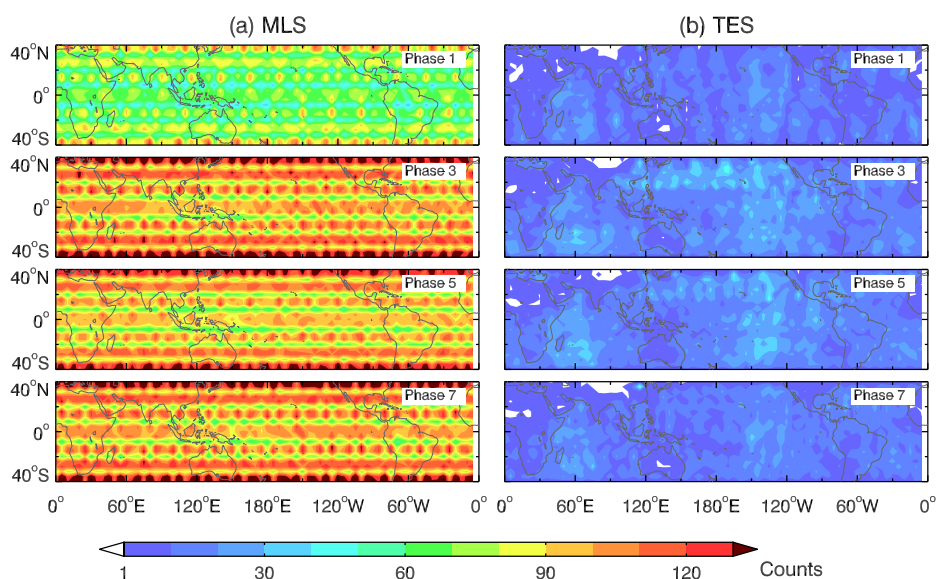 (a) MLS
(b) TES
40°N
0°
40°S
Phase 1
Phase 1
40°N
0°
40°S
Phase 3
Phase 3
40°N
0°
40°S
Phase 5
Phase 5
40°N
0°
40°S
Phase 7
Phase 7
0° 60°E 120°E 180°E 120°W 60°W 0°
0° 60°E 120°E 180°E 120°W 60°W 0°
1 30 60 90 120 Counts